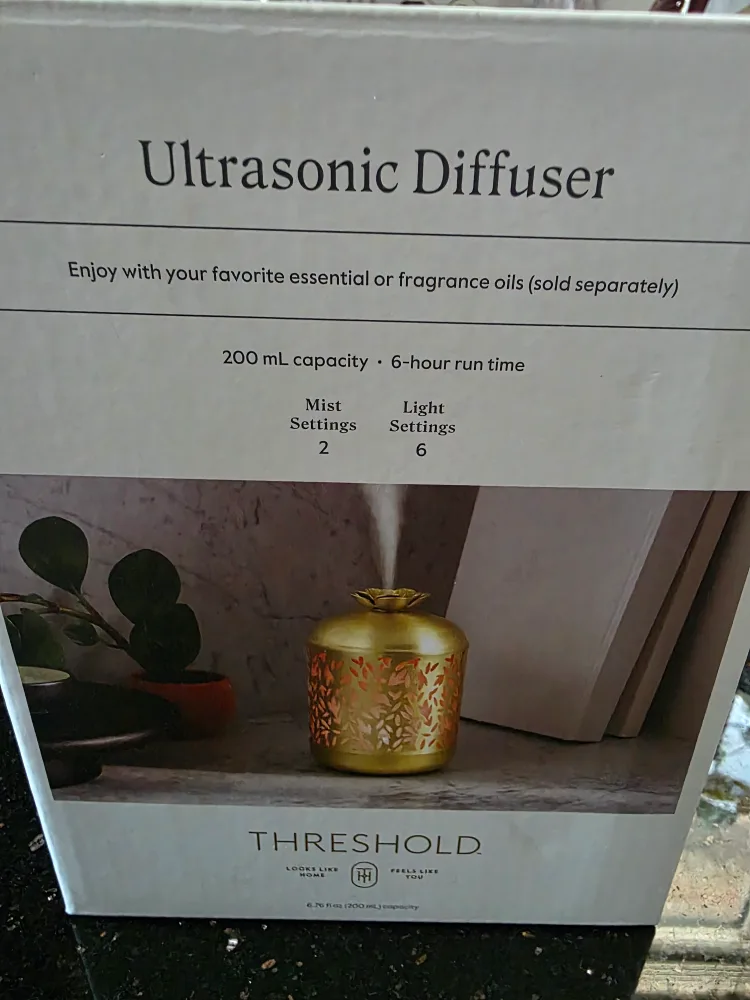 Ultrasonic Diffuser
Enjoy with your favorite essential or fragrance oils (sold separately)
200 mL capacity • 6-hour run time
Mist Settings
2
Light Settings
6
THRESHOLD™
LOOKS LIKE HOME
FEELS LIKE YOU
6.76 fl oz (200 mL) capacity